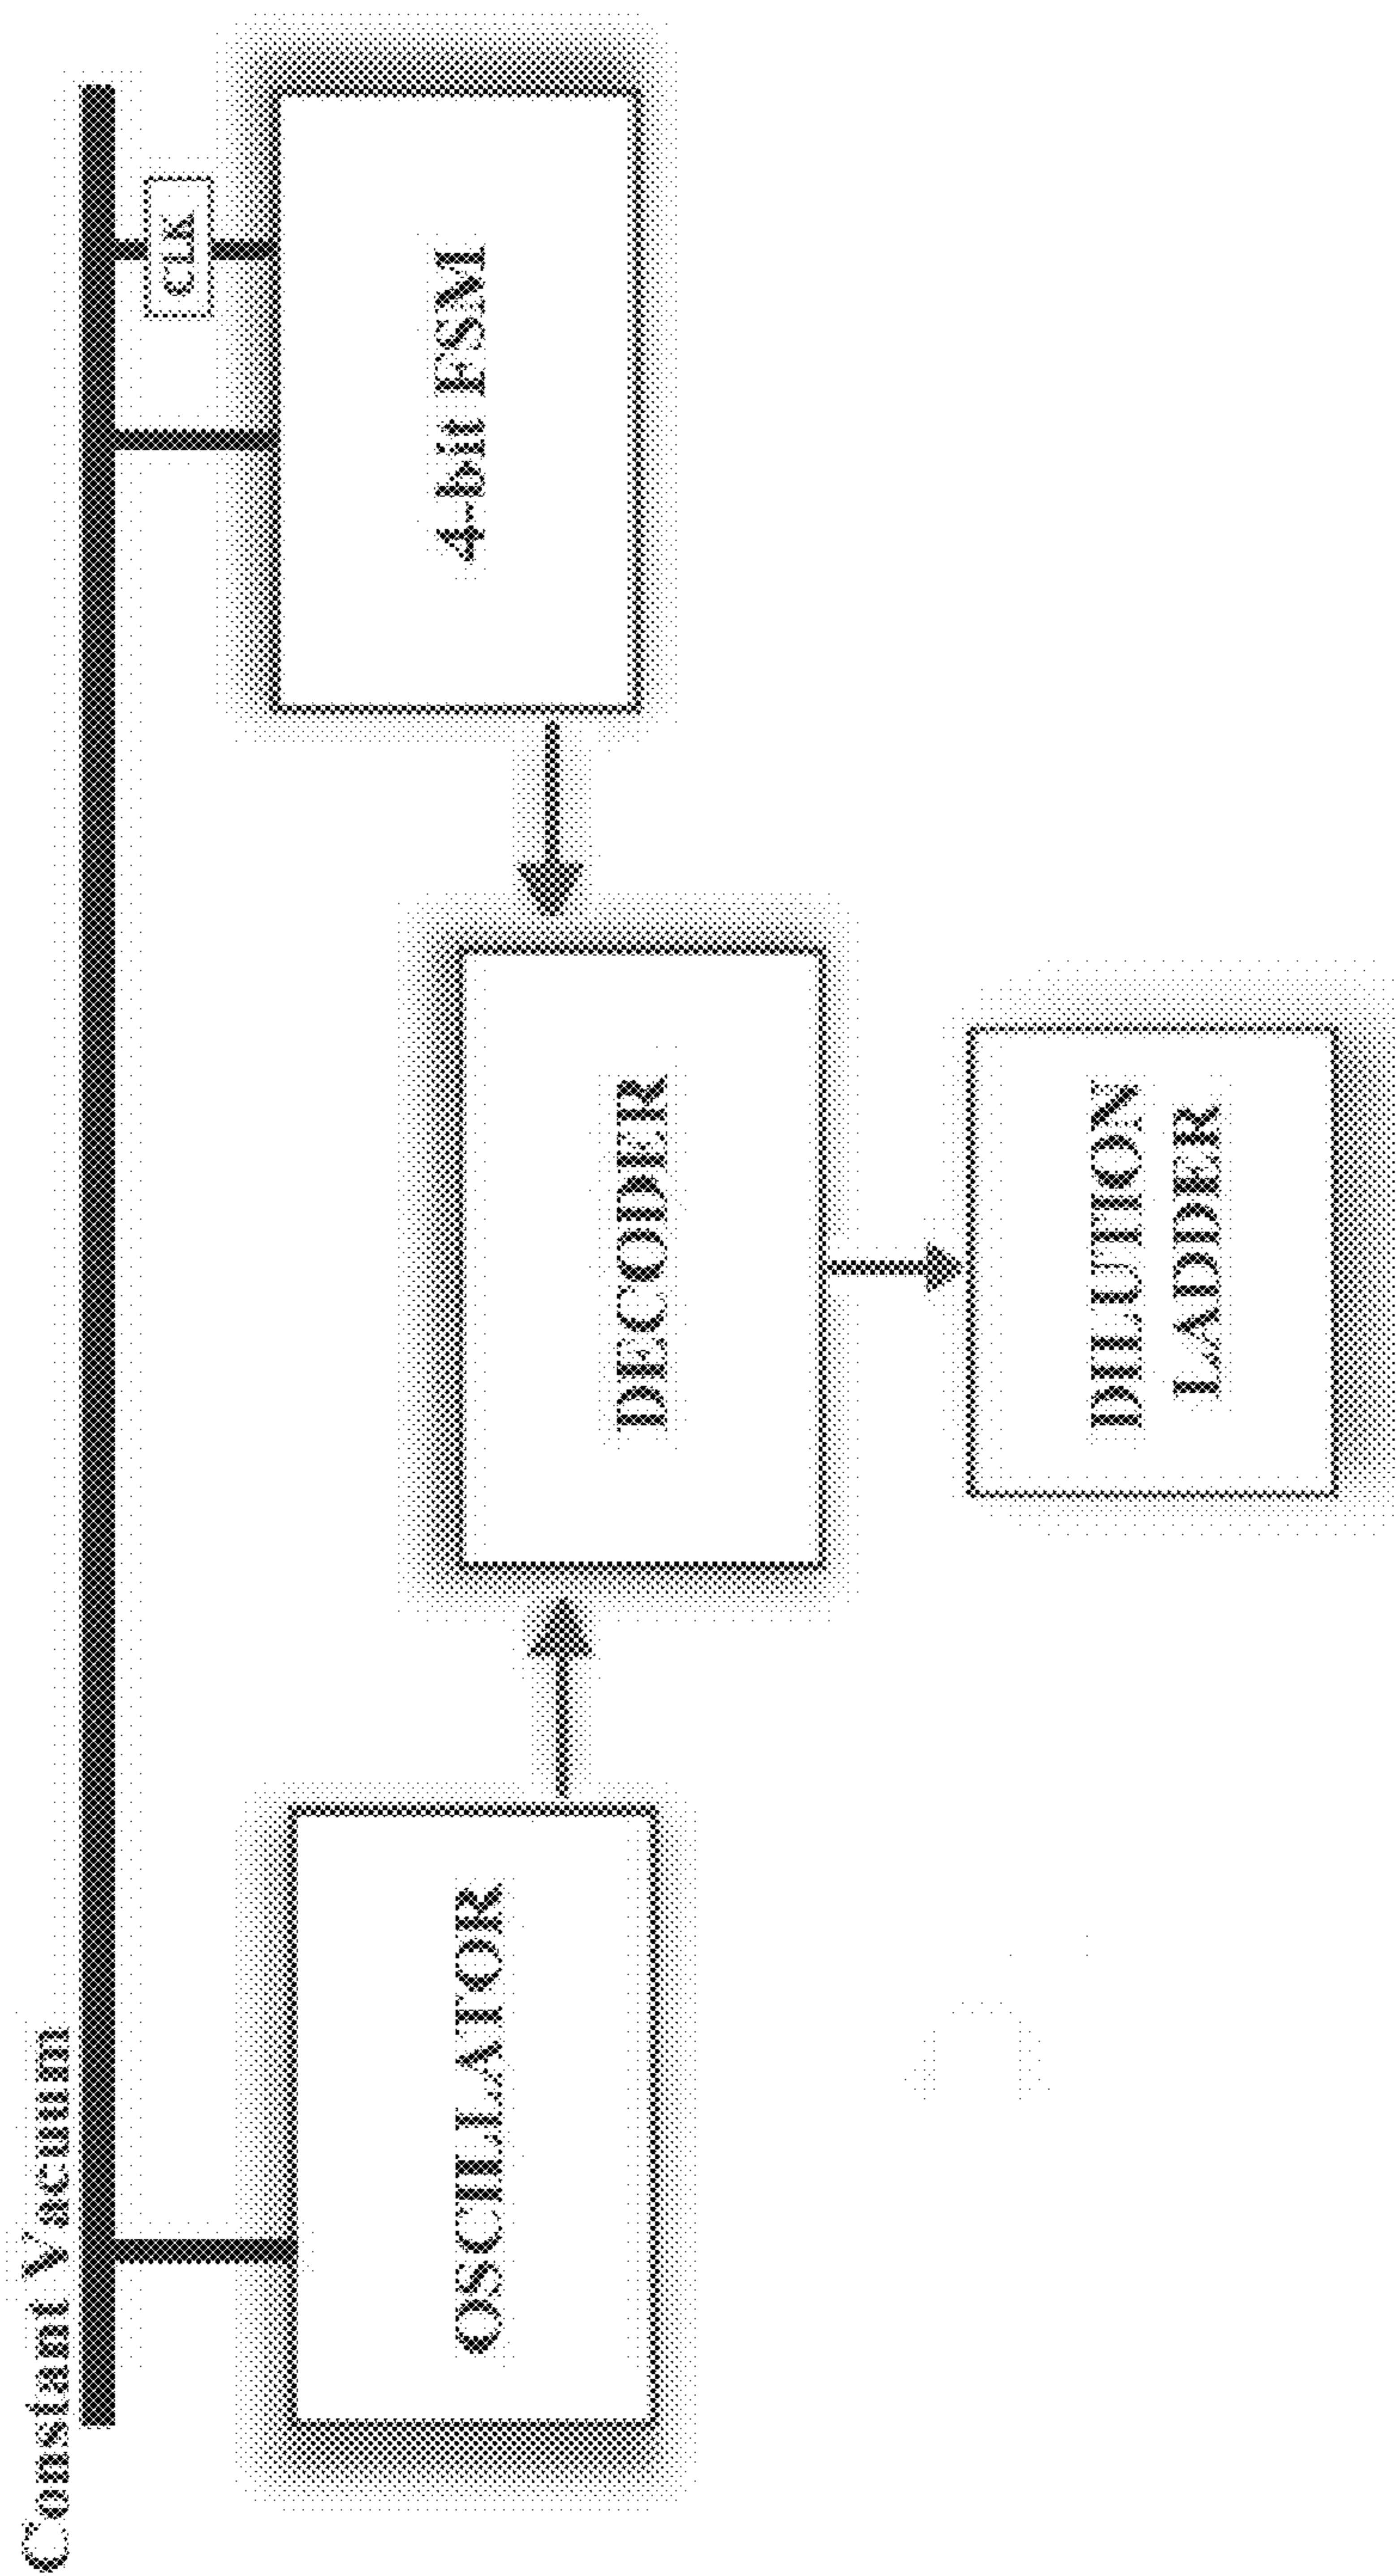 Constant Vacuum
CLK
OSCILLATOR
4-bit FSM
DECODER
DILUTION
LADDER